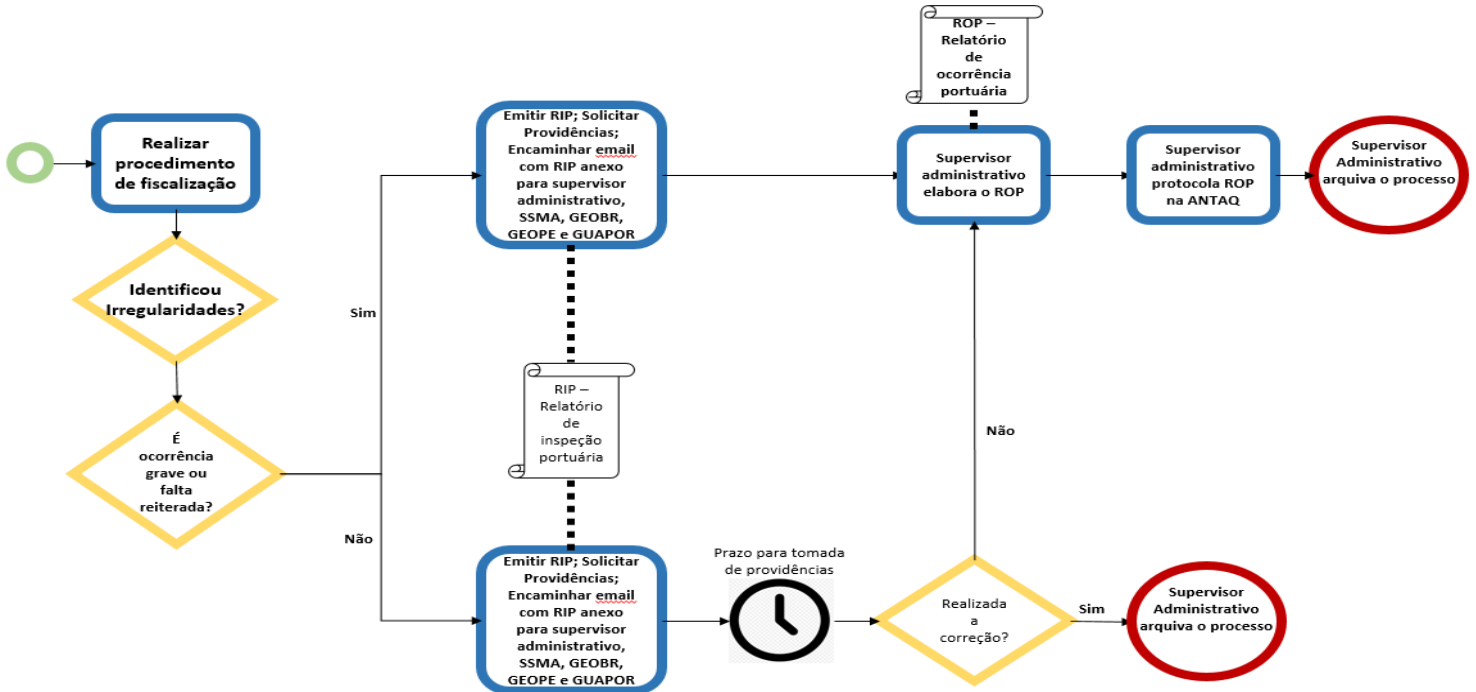 Realizar
procedimento
de fiscalização
Identificou
Irregularidades?
É
ocorrência
grave ou
falta
reiterada?
Sim
Não
Emitir RIP; Solicitar
Providências;
Encaminhar email
com RIP anexo
para supervisor
administrativo,
SSMA, GEOBR,
GEOPE e GUAPOR
RIP –
Relatório
de
inspeção
portuária
Emitir RIP; Solicitar
Providências;
Encaminhar email
com RIP anexo
para supervisor
administrativo,
SSMA, GEOBR,
GEOPE e GUAPOR
Prazo para tomada
de providências
Realizada
a
correção?
Não
Sim
ROP –
Relatório
de
ocorrência
portuária
Supervisor
administrativo
elabora o ROP
Supervisor
administrativo
protocola ROP
na ANTAQ
Supervisor
Administrativo
arquiva o processo
Supervisor
Administrativo
arquiva o processo